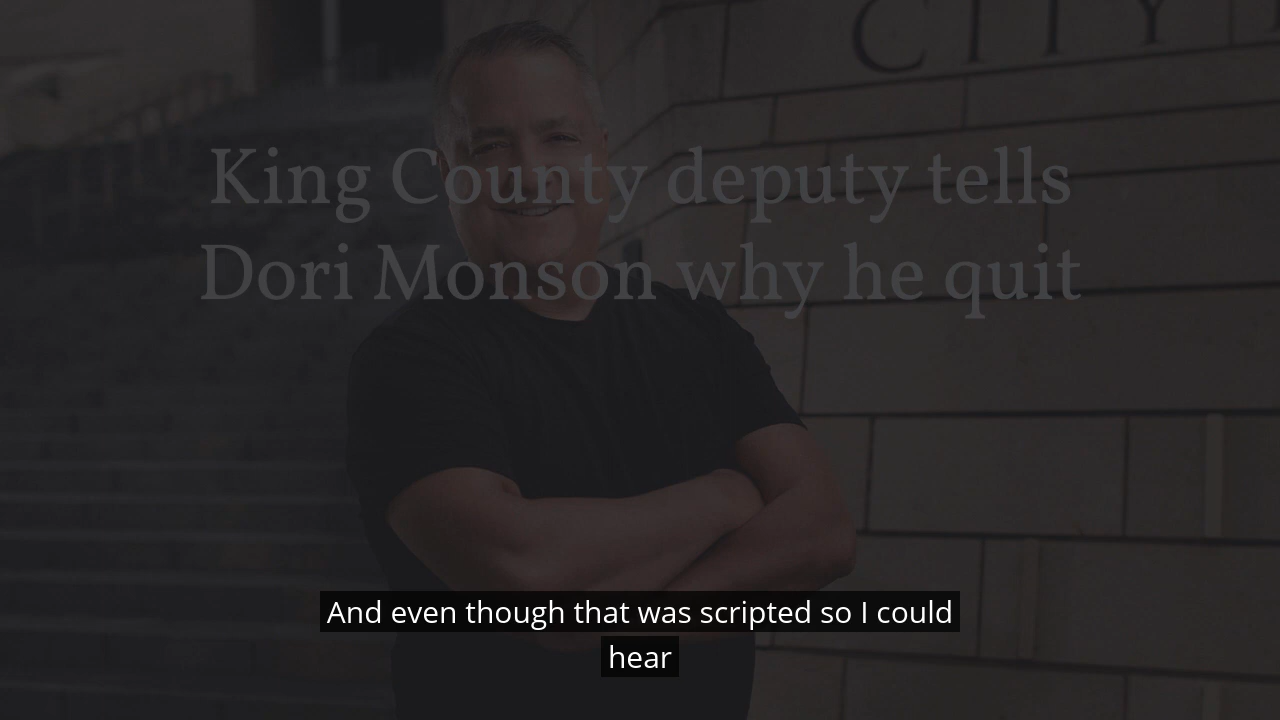 CITY
King County deputy tells
Dori Monson why he quit
And even though that was scripted so I could
hear